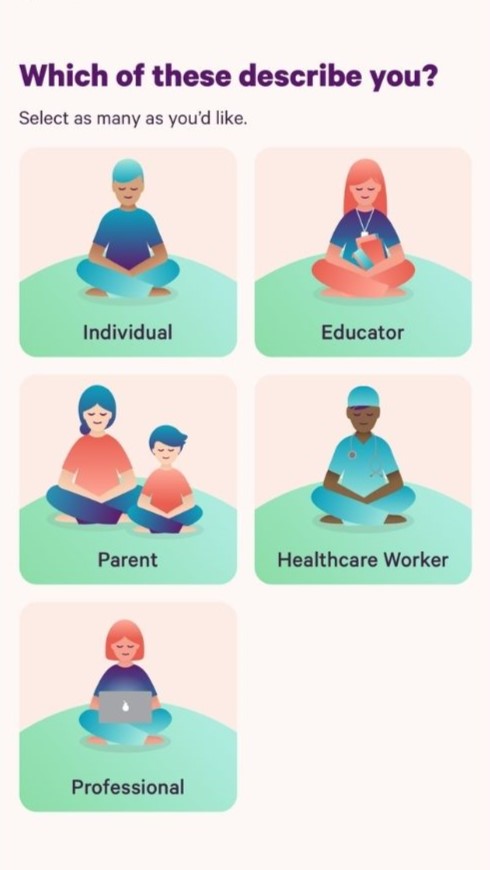 Which of these describe you?
Select as many as you'd like.
Individual
Educator
Parent
Healthcare Worker
Professional